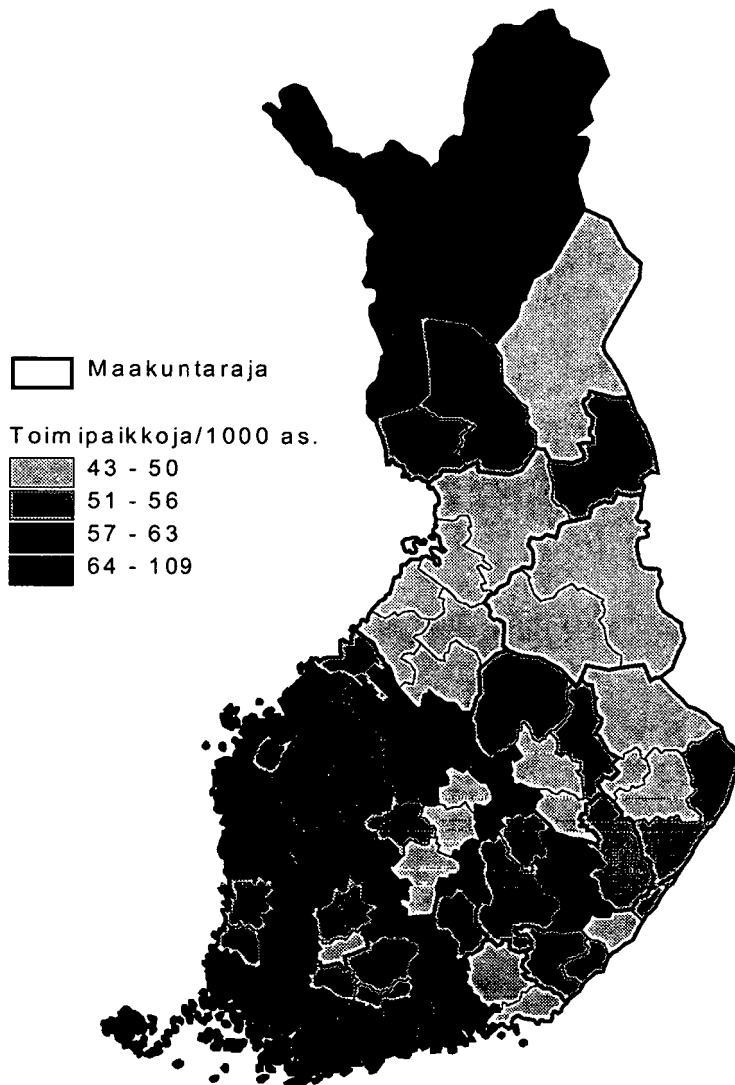 Maakuntaraja
Toimipaikkoja/1000 as.
43 - 50
51 - 56
57 - 63
64 - 109